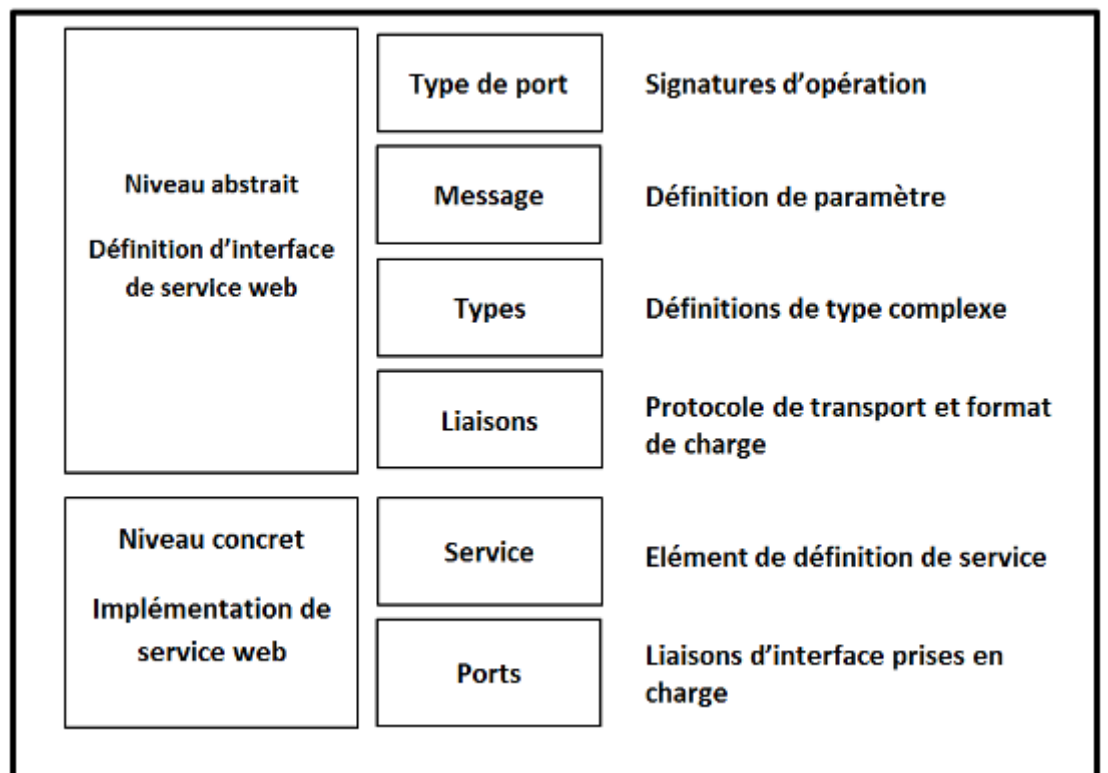 Niveau abstrait
Définition d'interface
de service web
Type de port
Signatures d'opération
Message
Définition de paramètre
Types
Définitions de type complexe
Liaisons
Protocole de transport et format
de charge
Niveau concret
Implémentation de
service web
Service
Elément de définition de service
Ports
Liaisons d'interface prises en
charge